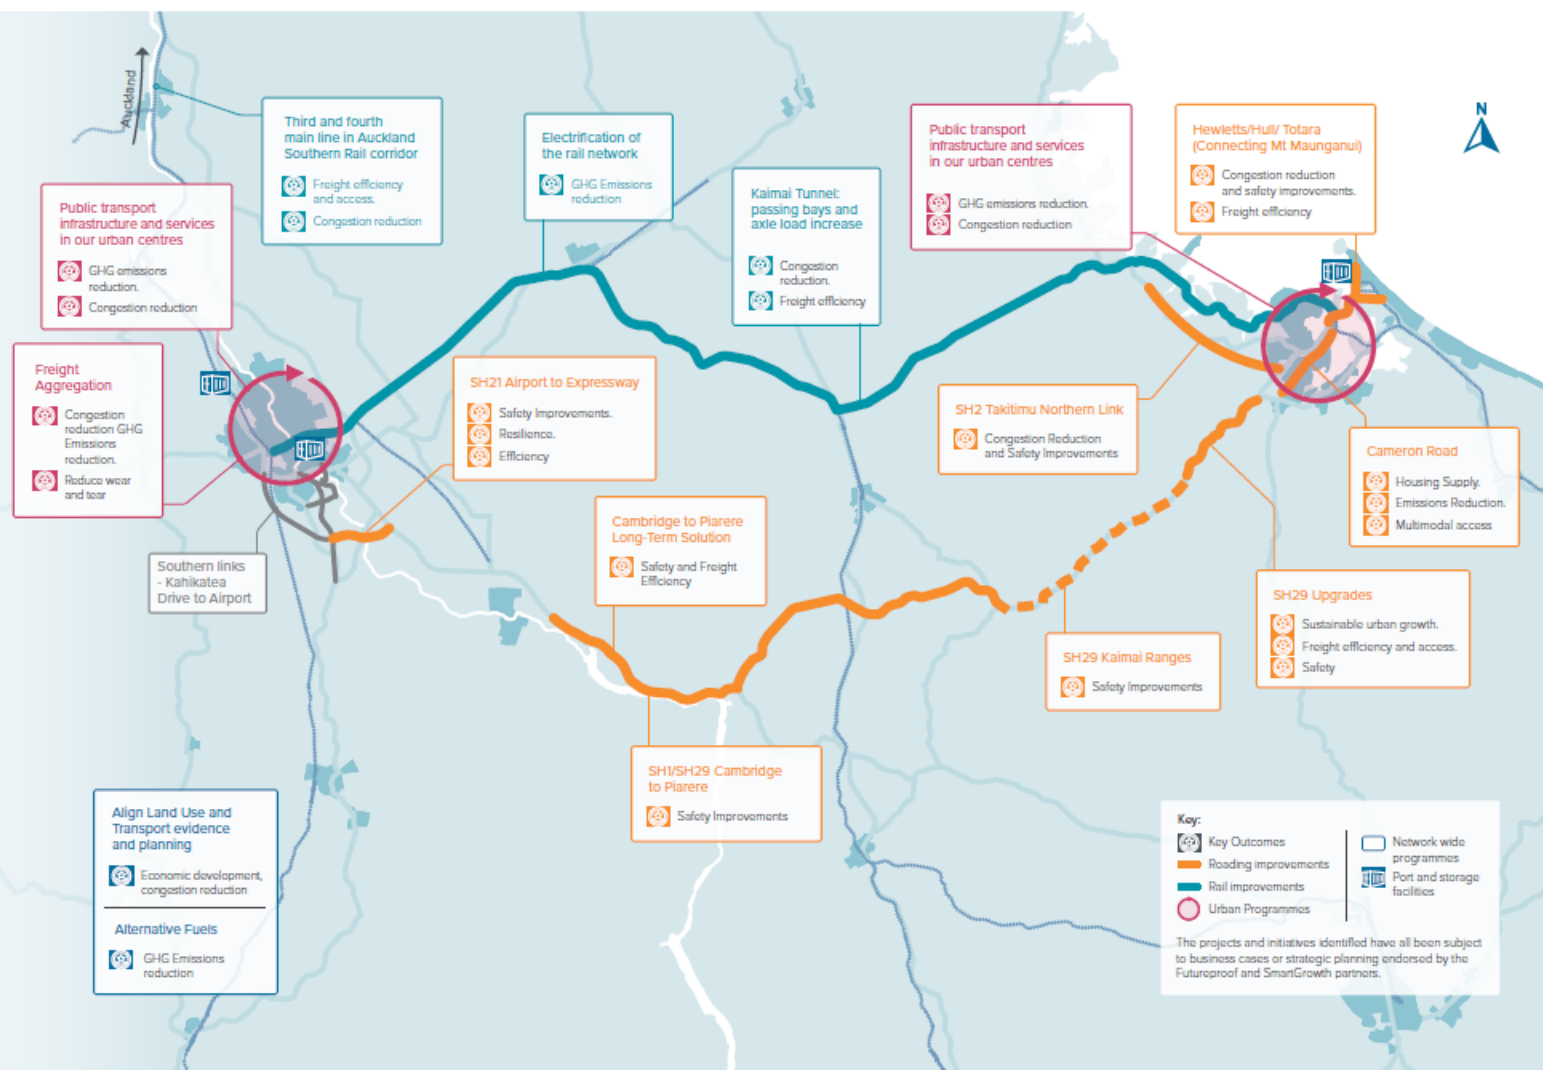 Auckland
Third and fourth
main line in Auckland
Southern Rail corridor
Freight efficiency
and access.
Congestion reduction
Electrification of
the rail network
GHG Emissions
reduction
Kaimai Tunnel:
passing bays and
axle load increase
Congestion
reduction.
Freight efficiency
Public transport
infrastructure and services
in our urban centres
GHG emissions reduction.
Congestion reduction
Hewletts/Hull/ Totara
(Connecting Mt Maunganui)
Congestion reduction
and safety improvements.
Freight efficiency
N
Public transport
infrastructure and services
in our urban centres
GHG emissions
reduction.
Congestion reduction
Freight
Aggregation
Congestion
reduction GHG
Emissions
reduction.
Reduce wear
and tear
SH21 Airport to Expressway
Safety Improvements.
Resilience.
Efficiency
SH2 Takitimu Northern Link
Congestion Reduction
and Safety Improvements
Cameron Road
Housing Supply.
Emissions Reduction.
Multimodal access
Southern links
- Kahikatea
Drive to Airport
Cambridge to Piarere
Long-Term Solution
Safety and Freight
Efficiency
SH29 Upgrades
Sustainable urban growth.
Freight efficiency and access.
Safety
SH29 Kaimai Ranges
Safety Improvements
SH1/SH29 Cambridge
to Piarere
Safety Improvements
Align Land Use and
Transport evidence
and planning
Economic development,
congestion reduction
Alternative Fuels
GHG Emissions
reduction
Key:
Key Outcomes
Roading improvements
Rail improvements
Urban Programmes
Network wide
programmes
Port and storage
facilities
The projects and initiatives identified have all been subject
to business cases or strategic planning endorsed by the
Futureproof and SmartGrowth partners.